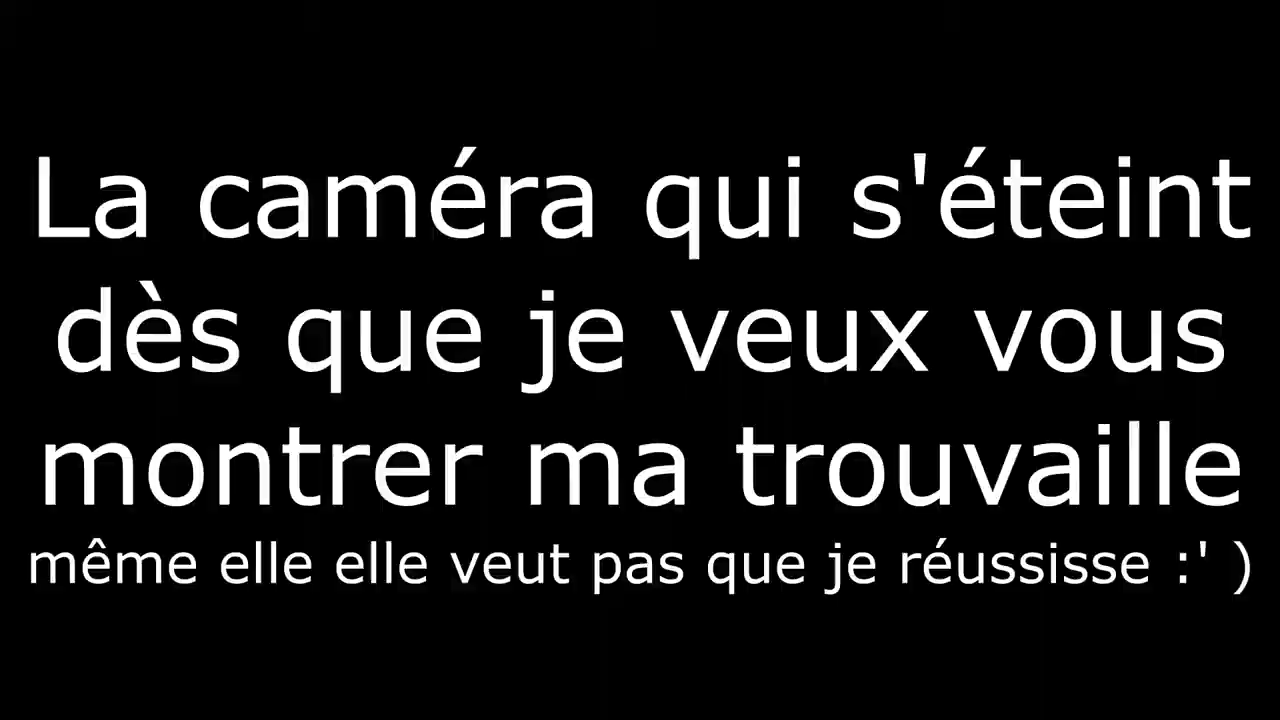 La caméra qui s'éteint
dès que je veux vous
montrer ma trouvaille
même elle elle veut pas que je réussisse :' )